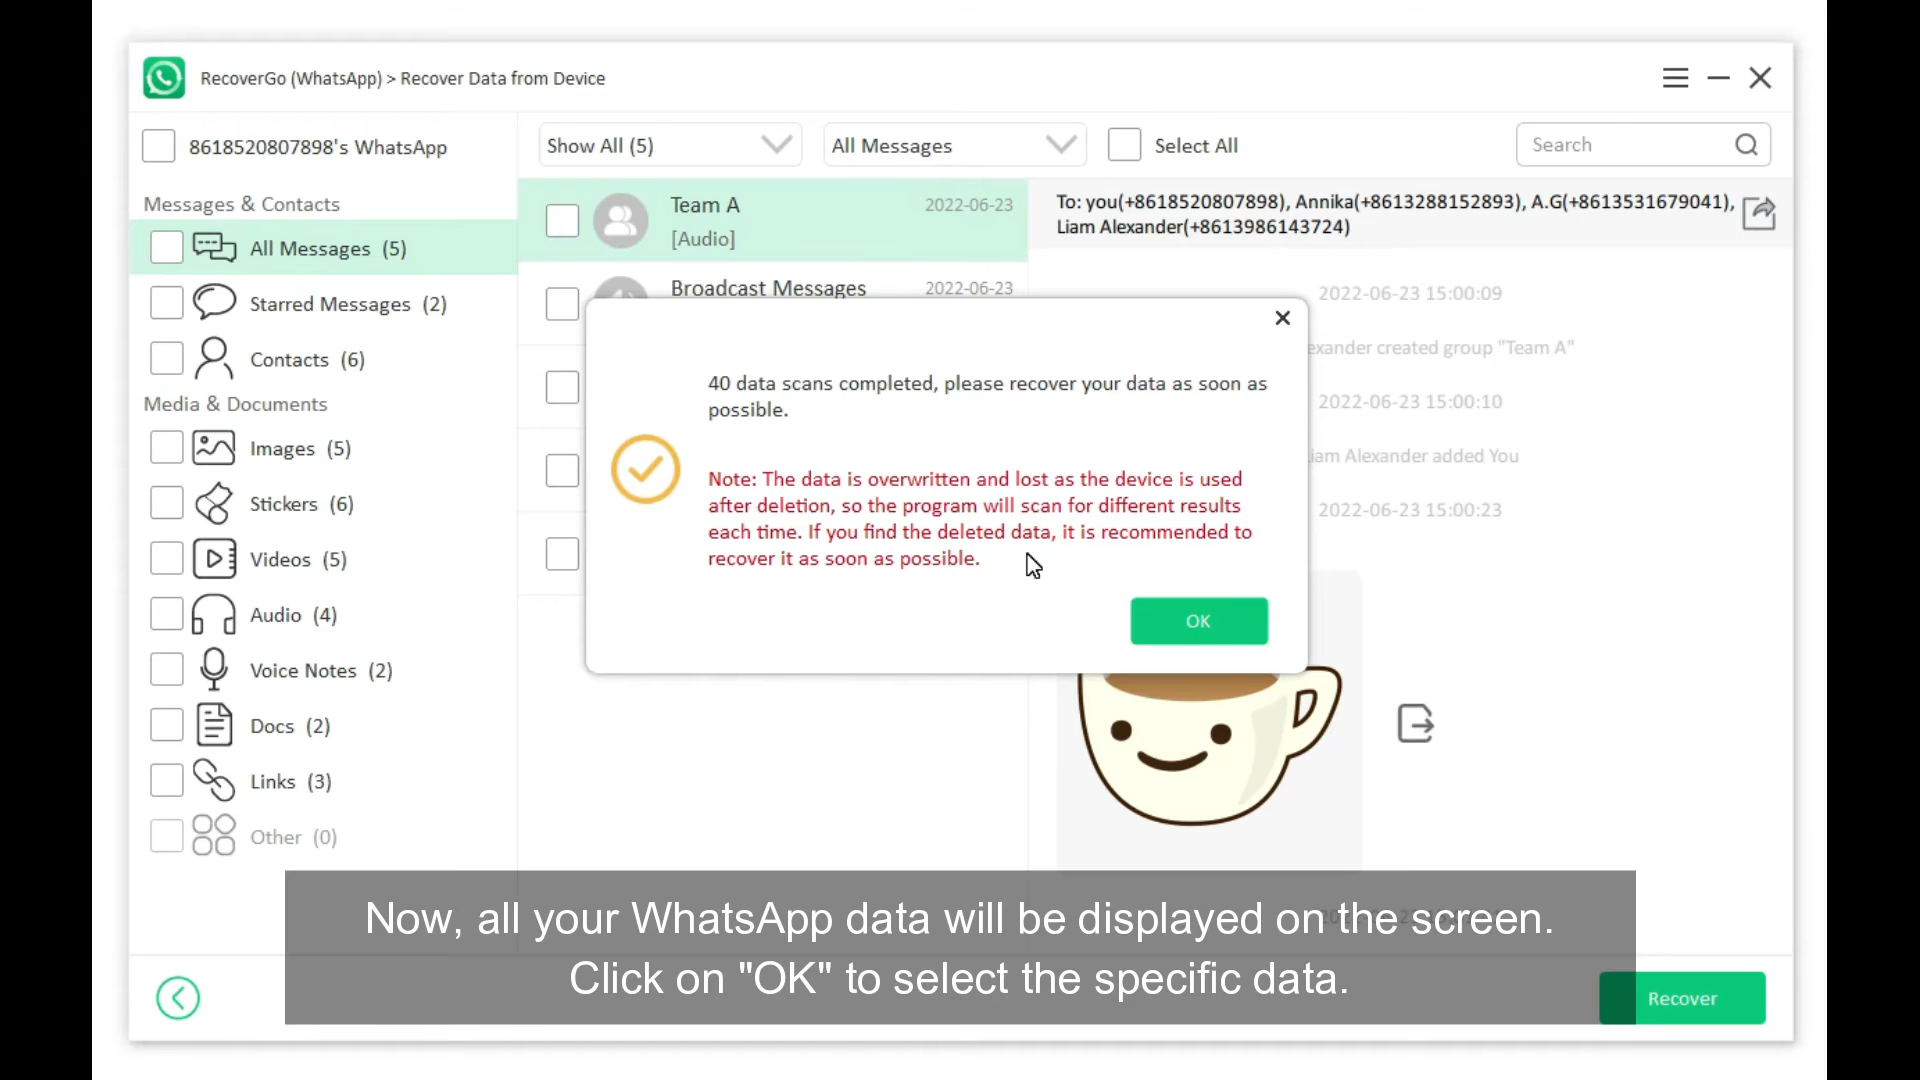 RecoverGo (WhatsApp) > Recover Data from Device
8618520807898's WhatsApp
Messages & Contacts
All Messages (5)
Starred Messages (2)
Contacts (6)
Media & Documents
Images (5)
Stickers (6)
Videos (5)
Audio (4)
Voice Notes (2)
Docs (2)
Links (3)
Other (0)
Show All (5)
All Messages
Select All
Search
Team A
2022-06-23
[Audio]
Broadcast Messages
2022-06-23
To: you(+8618520807898), Annika(+8613288152893), A.G(+8613531679041),
Liam Alexander(+8613986143724)
2022-06-23 15:00:09
exander created group "Team A"
2022-06-23 15:00:10
iam Alexander added You
2022-06-23 15:00:23
40 data scans completed, please recover your data as soon as
possible.
Note: The data is overwritten and lost as the device is used
after deletion, so the program will scan for different results
each time. If you find the deleted data, it is recommended to
recover it as soon as possible.
OK
Now, all your WhatsApp data will be displayed on the screen.
Click on "OK" to select the specific data.
Recover